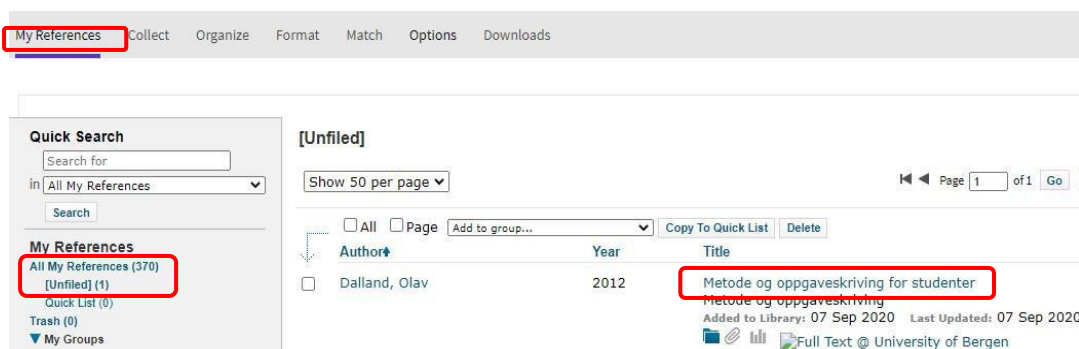 My References Collect Organize Format Match Options Downloads
Quick Search
Search for
in All My References
Search
My References
All My References (370)
[Unfiled] (1)
Quick List (0)
Trash (0)
▼ My Groups
[Unfiled]
Show 50 per page
Page 1 of 1 Go
All Page Add to group... Copy To Quick List Delete
Author Year Title
Dalland, Olav 2012 Metode og oppgaveskriving for studenter
Metode og oppgaveskriving
Added to Library: 07 Sep 2020 Last Updated: 07 Sep 2020
Full Text @ University of Bergen